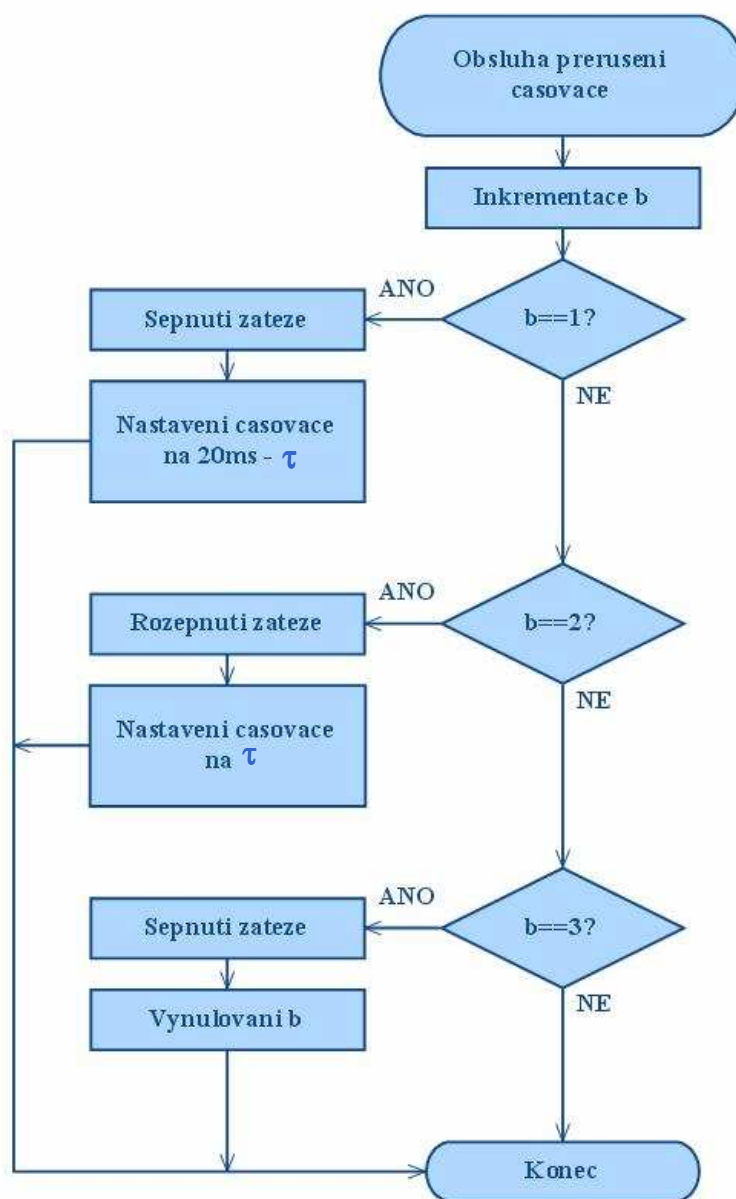 Obsluha preruseni
casovace
Inkrementace b
b==1?
ANO
NE
Sepnuti zateze
Nastaveni casovace
na 20ms - τ
b==2?
ANO
NE
Rozepnuti zateze
Nastaveni casovace
na τ
b==3?
ANO
NE
Sepnuti zateze
Vynulovani b
Konec